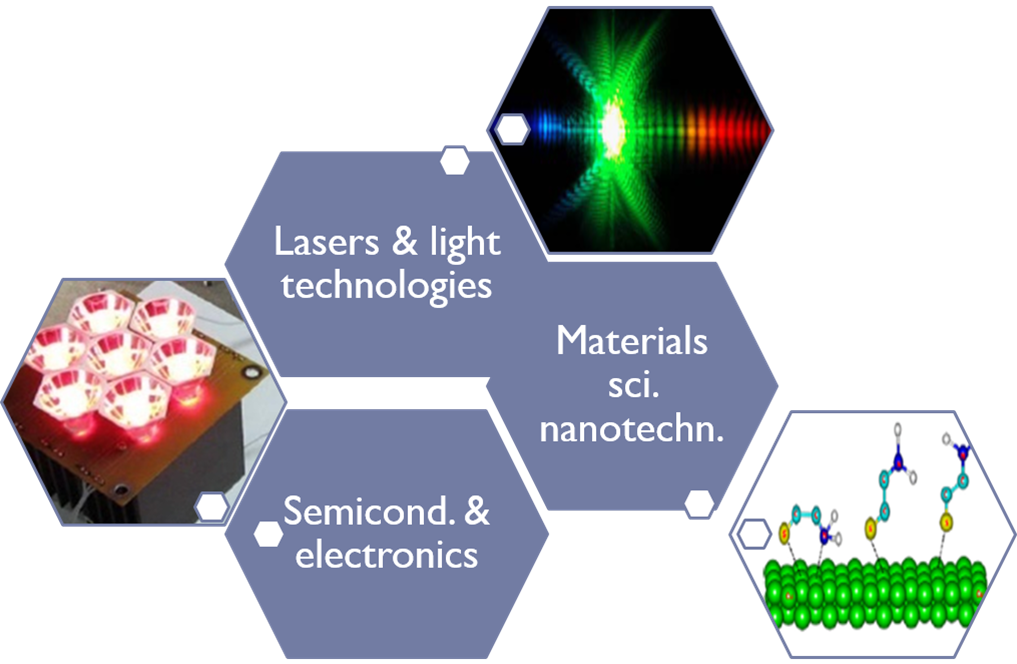 Lasers & light
technologies
Materials
sci.
nanotechn.
Semicond. &
electronics